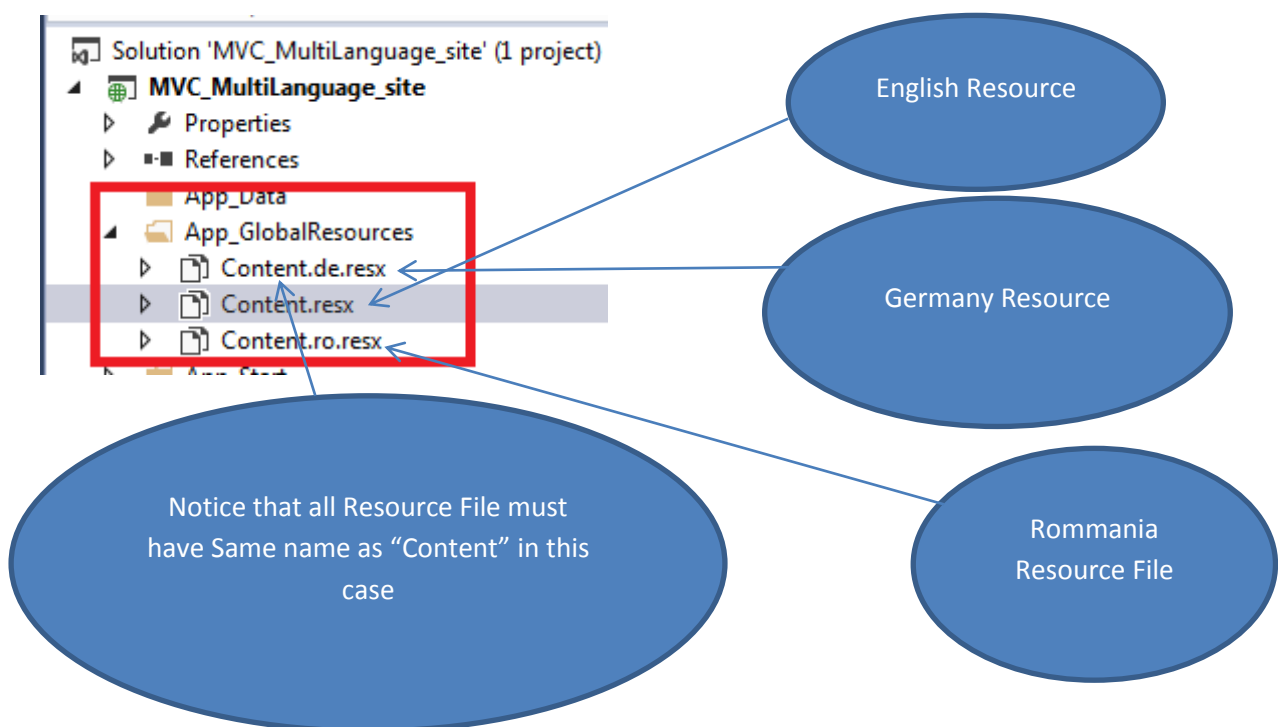 Solution 'MVC_MultiLanguage_site' (1 project)
MVC_MultiLanguage_site
Properties
References
App_Data
App_GlobalResources
Content.de.resx
Content.resx
Content.ro.resx
App_Start
English Resource
Germany Resource
Notice that all Resource File must
have Same name as “Content” in this
case
Rommania
Resource File